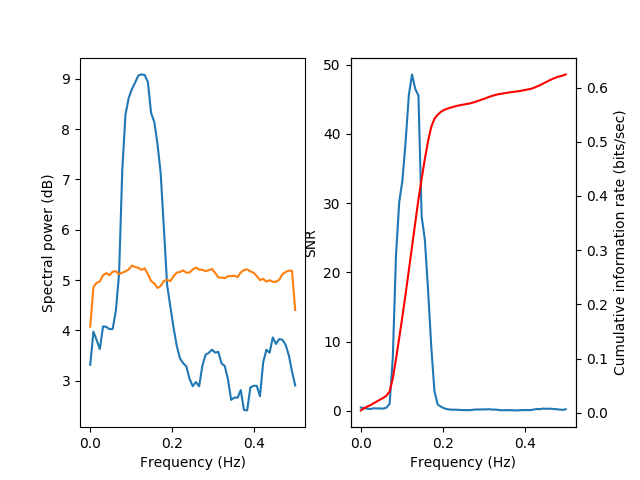 9
8
7
6
5
4
3
0.0 0.2 0.4
Frequency (Hz)
Spectral power (dB)
50
40
30
20
10
0
0.0 0.2 0.4
Frequency (Hz)
SNR
0.6
0.5
0.4
0.3
0.2
0.1
0.0
Cumulative information rate (bits/sec)